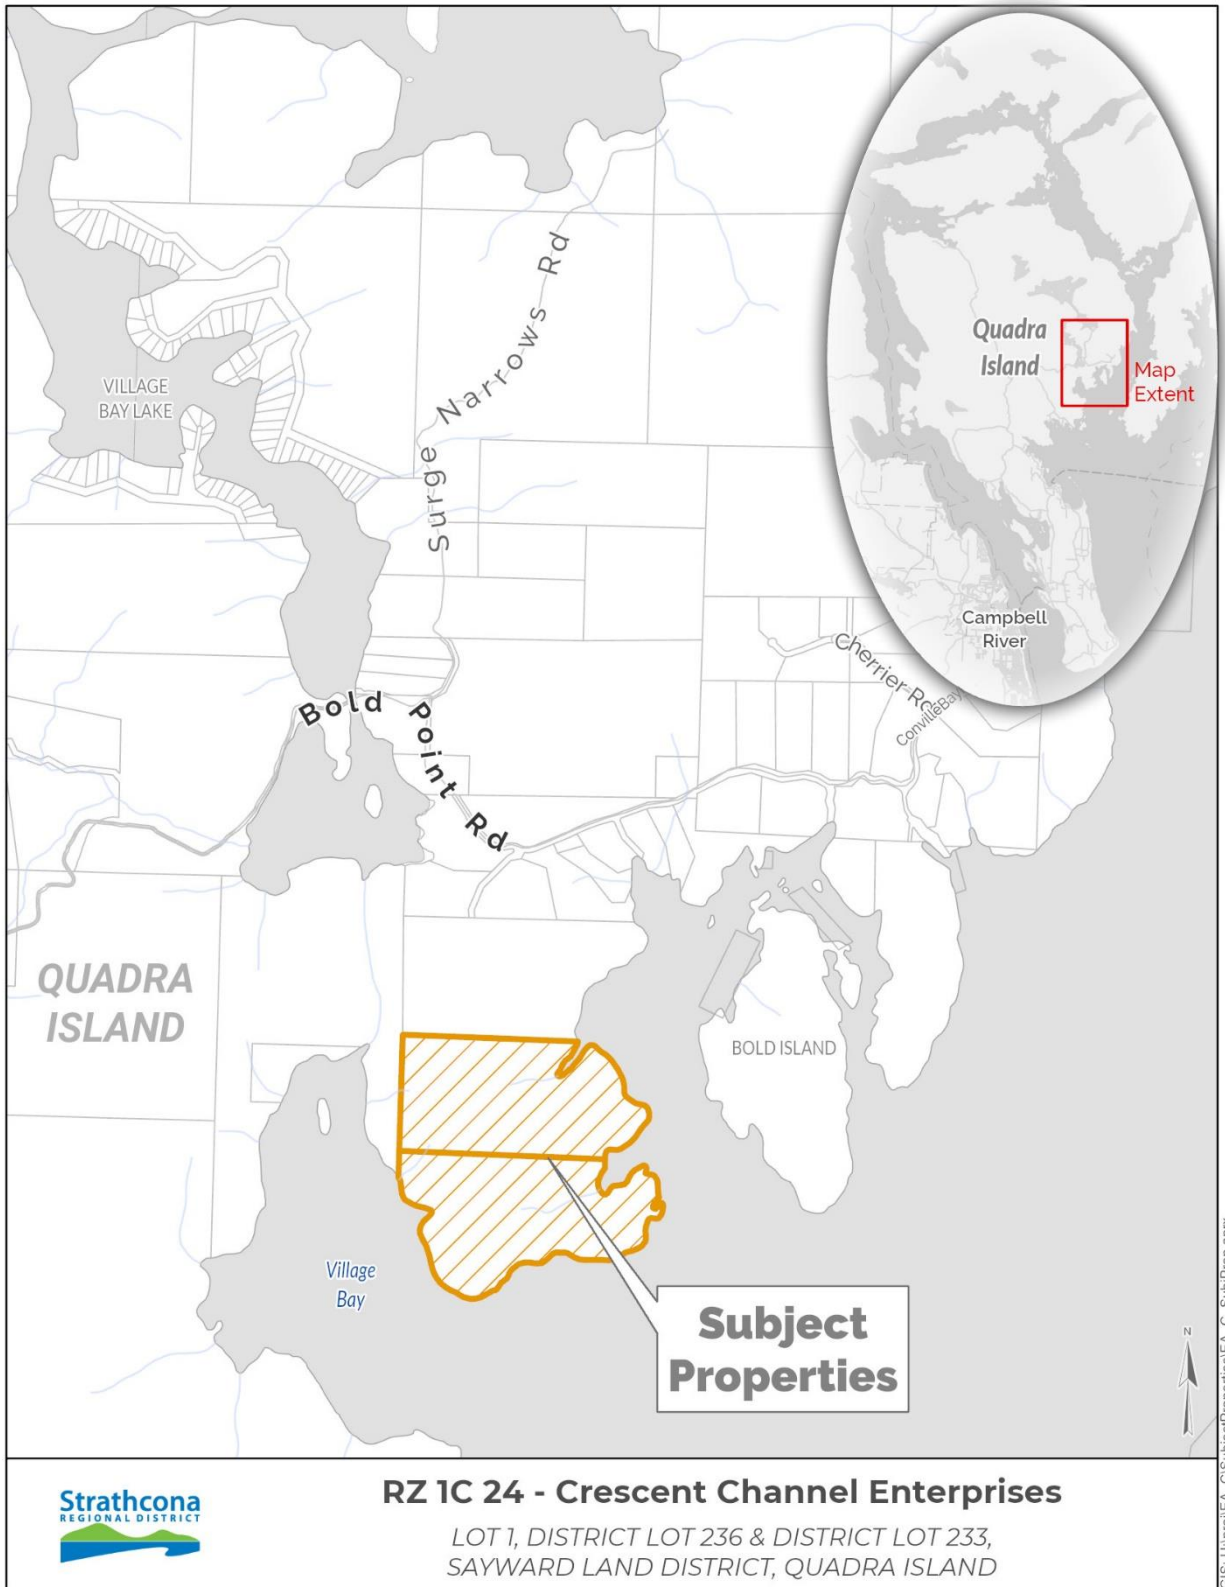 Quadra
Island
Map
Extent
Campbell
River
Surge Narrows Rd
VILLAGE
BAY LAKE
Cherrier Rd
ConvilleBay
Bold Point Rd
QUADRA
ISLAND
BOLD ISLAND
Village
Bay
Subject
Properties
N
Strathcona
REGIONAL DISTRICT
RZ 1C 24 - Crescent Channel Enterprises
LOT 1, DISTRICT LOT 236 & DISTRICT LOT 233,
SAYWARD LAND DISTRICT, QUADRA ISLAND